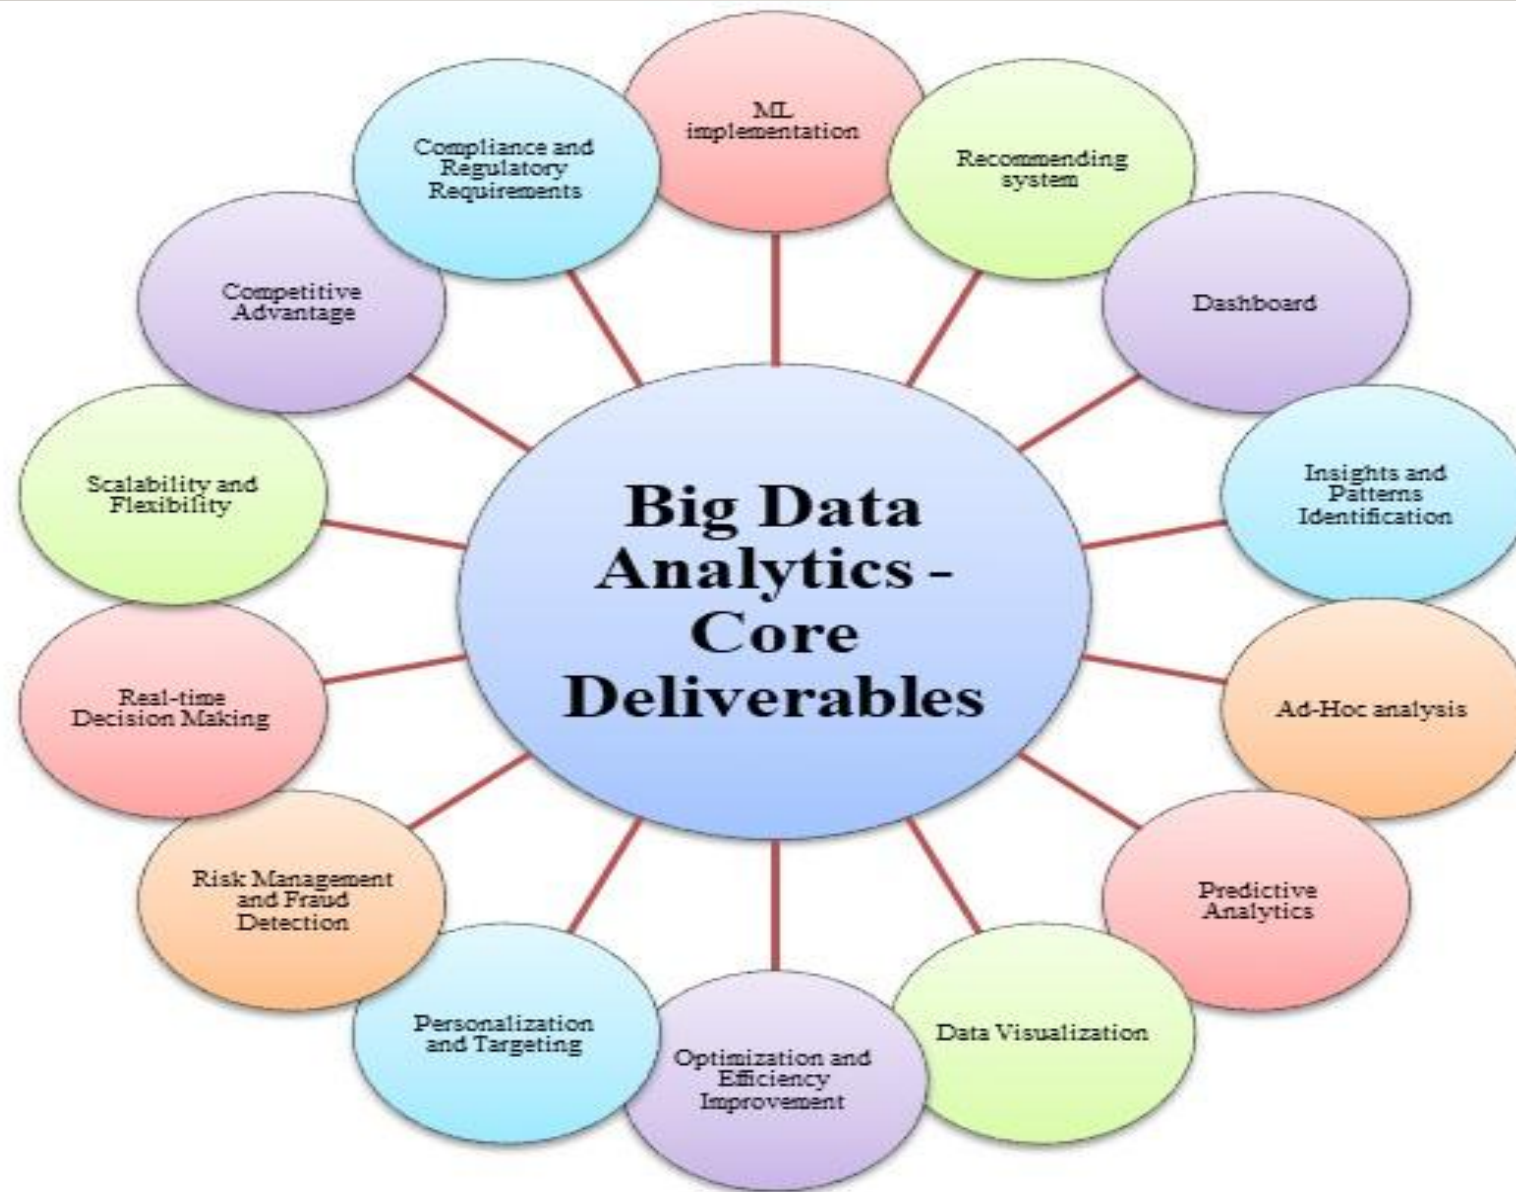 ML
implementation
Recommending
system
Dashboard
Insights and
Patterns
Identification
Ad-Hoc analysis
Predictive
Analytics
Data Visualization
Optimization and
Efficiency
Improvement
Personalization
and Targeting
Risk Management
and Fraud
Detection
Real-time
Decision Making
Scalability and
Flexibility
Competitive
Advantage
Compliance and
Regulatory
Requirements
Big Data
Analytics -
Core
Deliverables